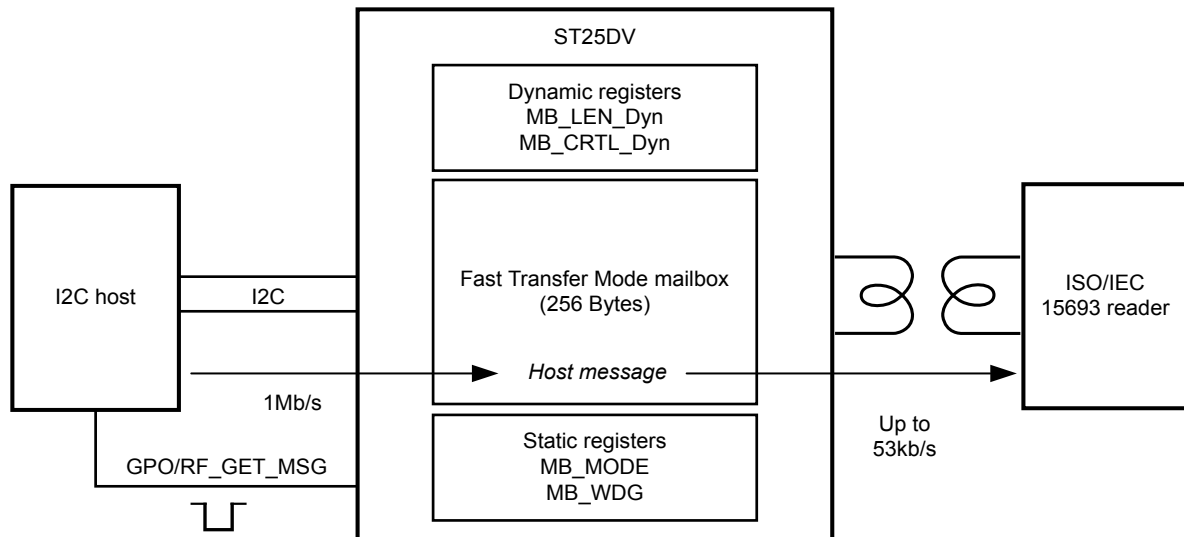 ST25DV
Dynamic registers
MB_LEN_Dyn
MB_CRTL_Dyn
I2C host
I2C
Fast Transfer Mode mailbox
(256 Bytes)
ISO/IEC
15693 reader
Host message
1Mb/s
Up to
53kb/s
GPO/RF_GET_MSG
Static registers
MB_MODE
MB_WDG